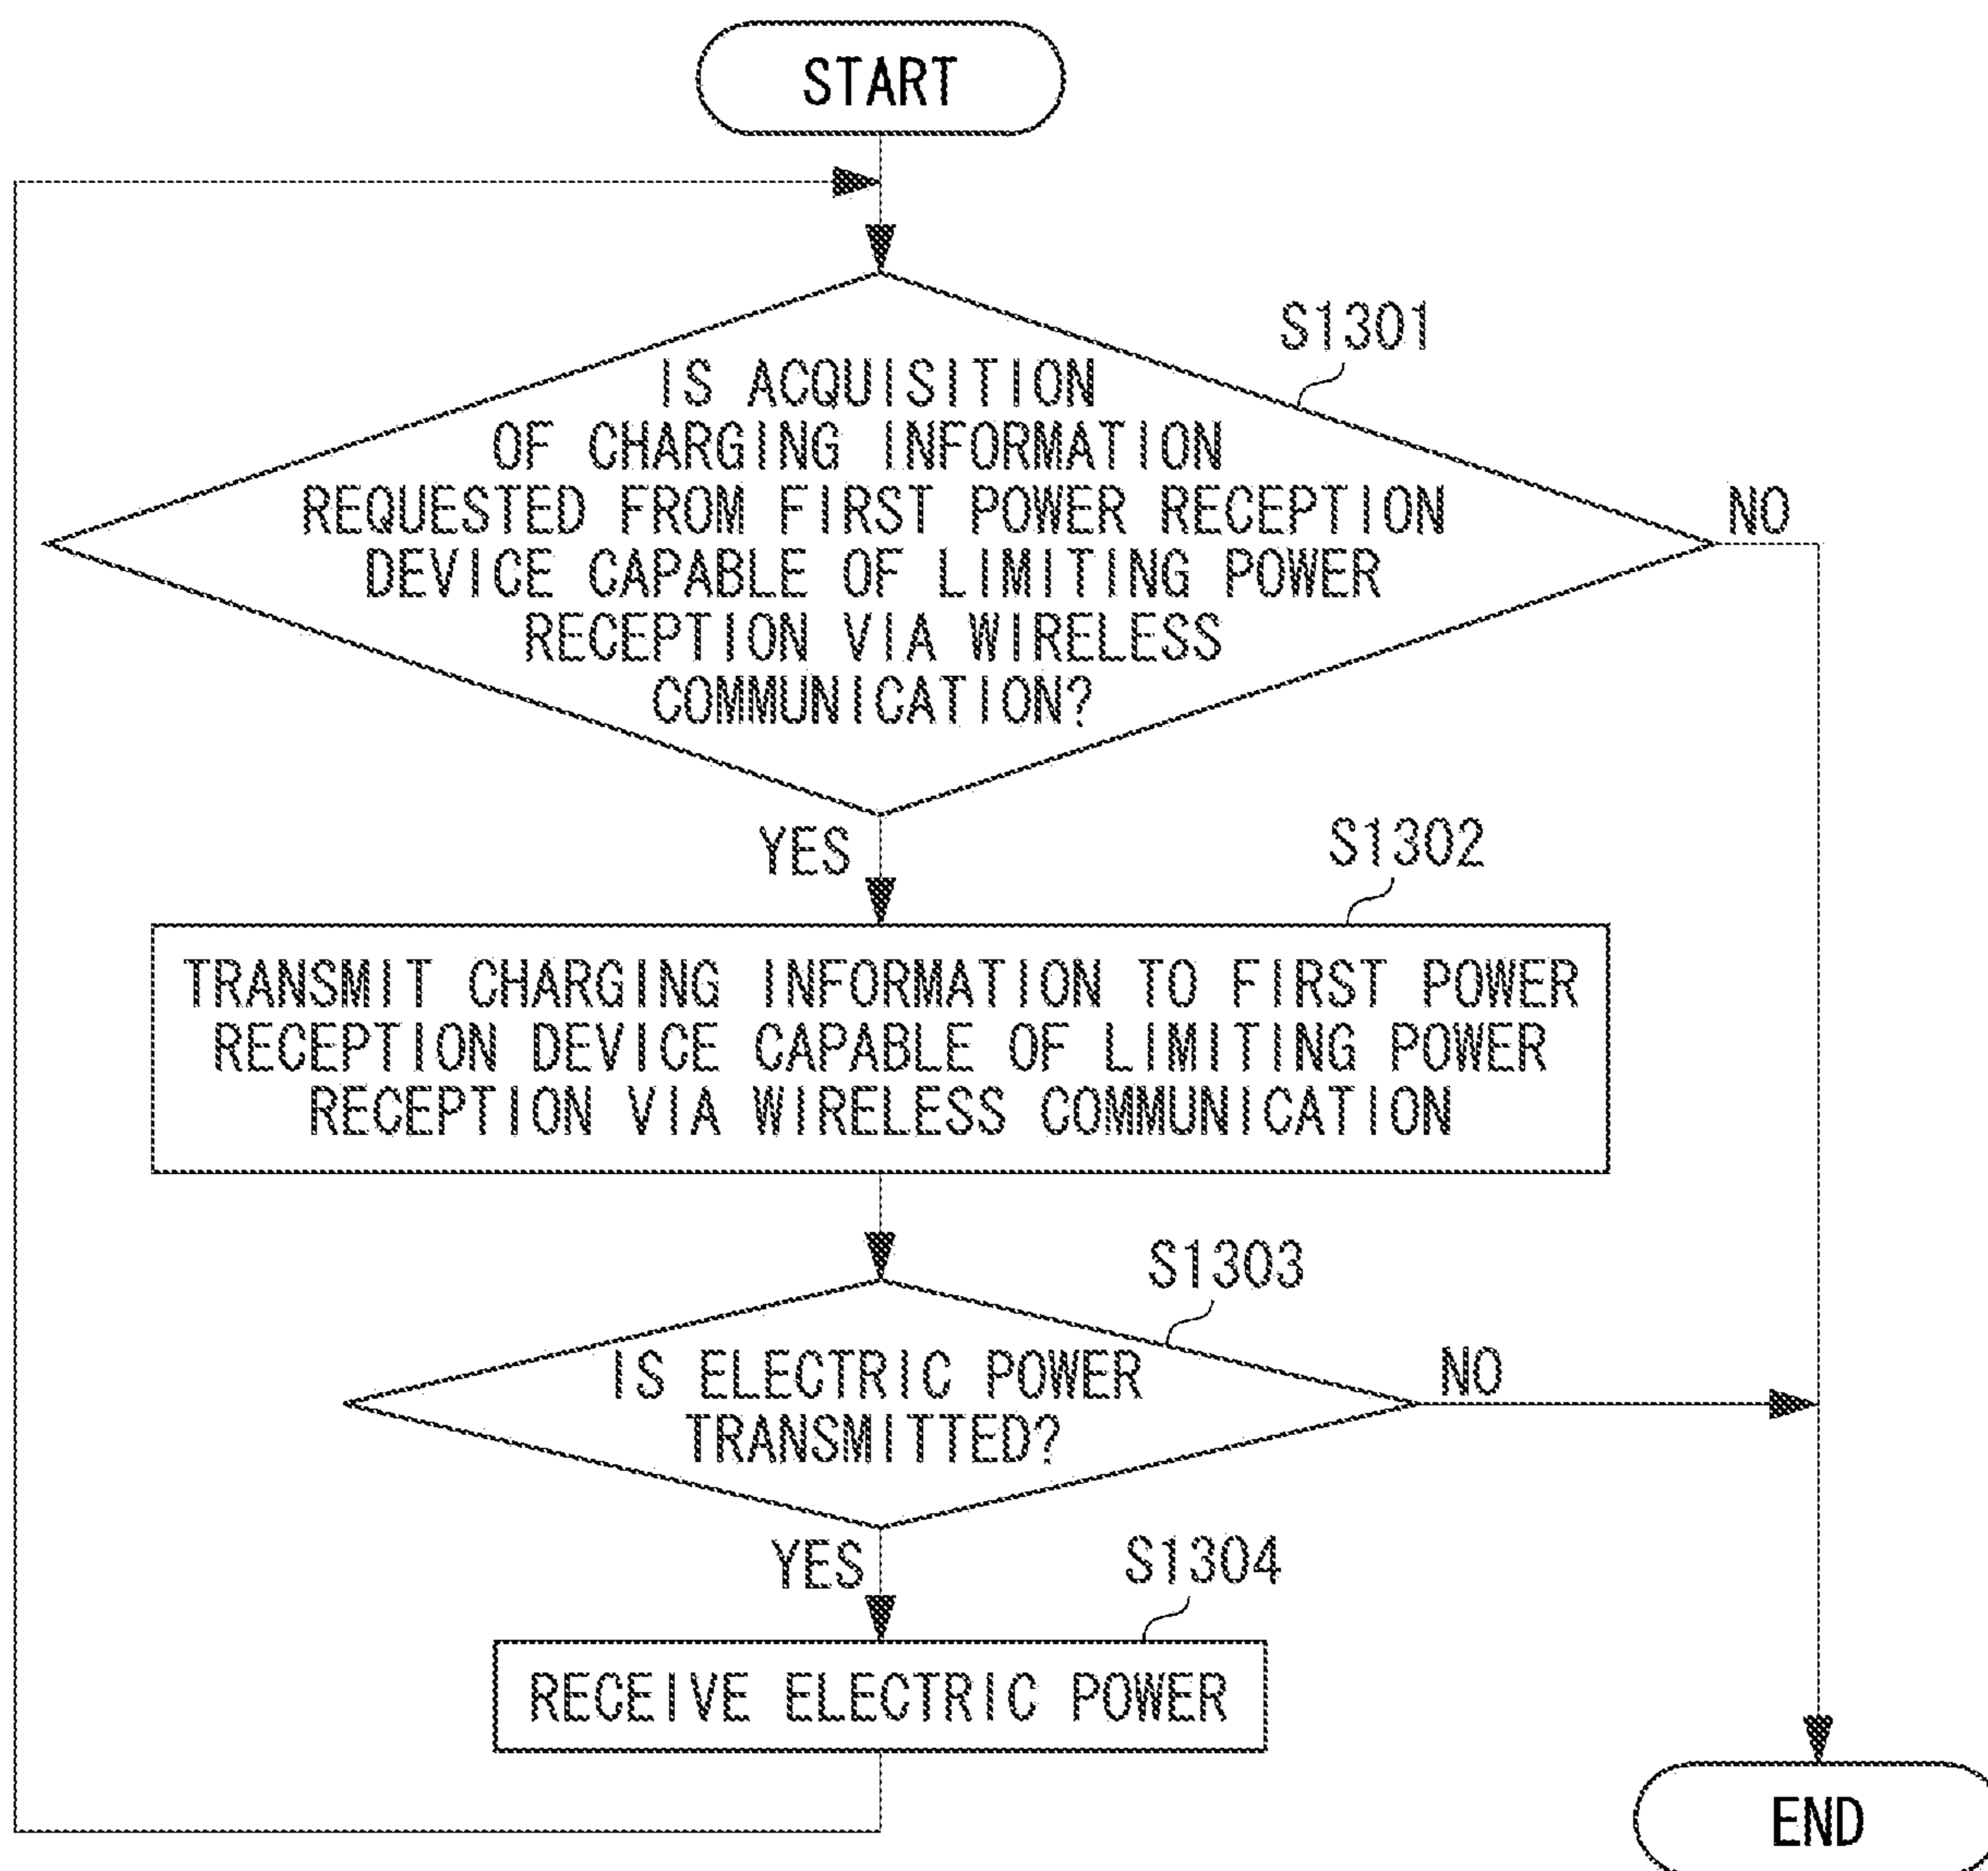 START
S1301
IS ACQUISITION
OF CHARGING INFORMATION
REQUESTED FROM FIRST POWER RECEPTION
DEVICE CAPABLE OF LIMITING POWER
RECEPTION VIA WIRELESS
COMMUNICATION?
NO
YES
S1302
TRANSMIT CHARGING INFORMATION TO FIRST POWER
RECEPTION DEVICE CAPABLE OF LIMITING POWER
RECEPTION VIA WIRELESS COMMUNICATION
S1303
IS ELECTRIC POWER
TRANSMITTED?
NO
YES
S1304
RECEIVE ELECTRIC POWER
END